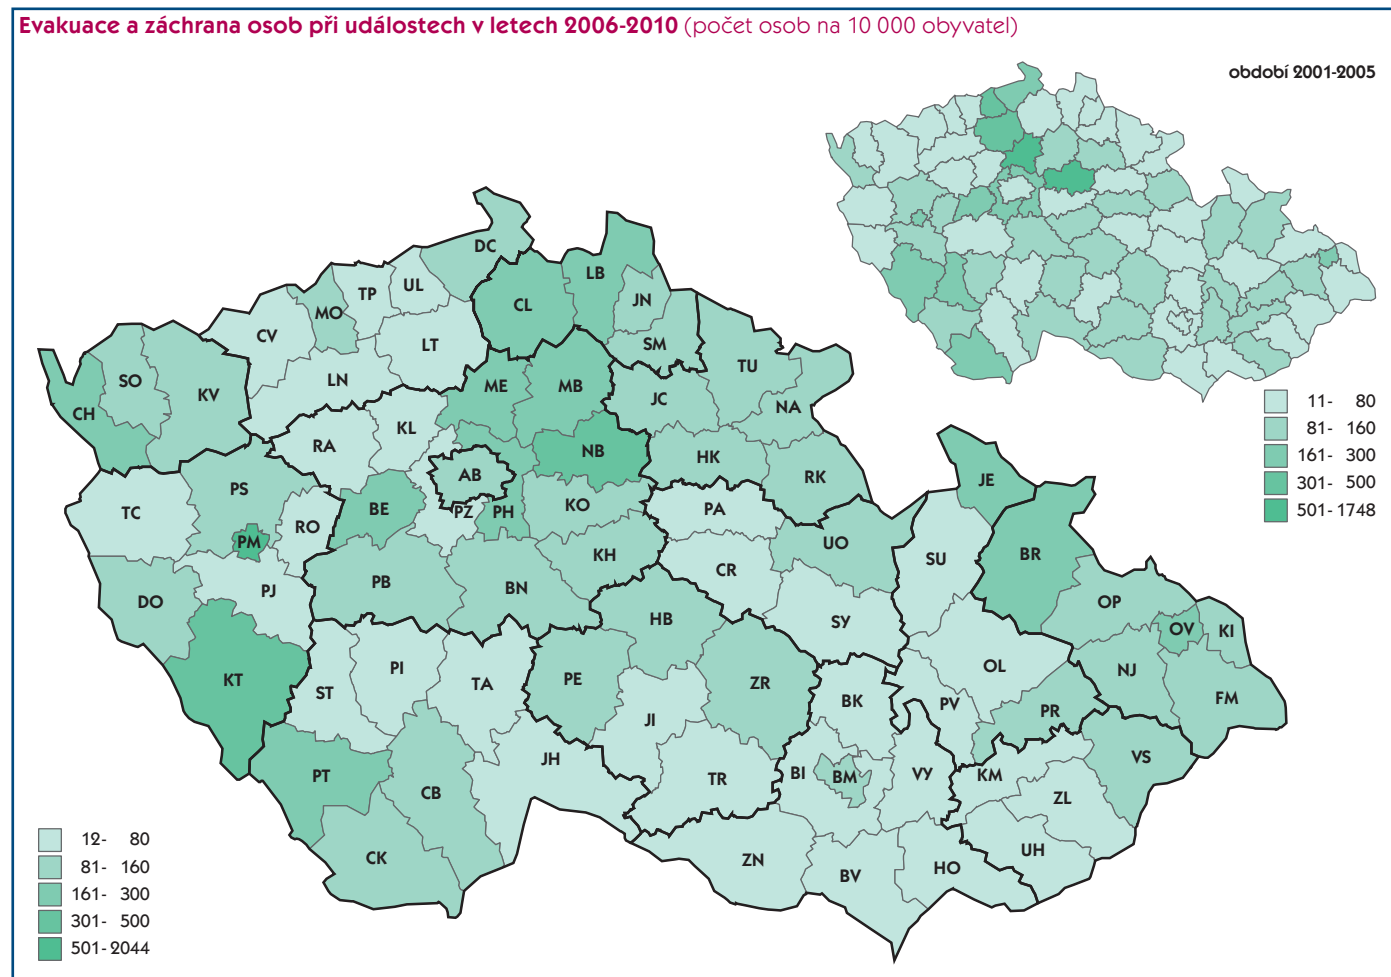 Evakuace a záchrana osob při událostech v letech 2006-2010 (počet osob na 10 000 obyvatel)
období 2001-2005
11- 80
81- 160
161- 300
301- 500
501- 1748
DC
LB
UL
TP
CL
JN
MO
CV
LT
SM
TU
SO
LN
ME
MB
KV
JC
NA
CH
KL
RA
NB
HK
AB
RK
JE
PS
BE
PZ
PH
KO
PA
TC
RO
PM
UO
BR
KH
SU
CR
PB
BN
PJ
DO
OP
HB
SY
OV
KI
OL
PI
KT
ST
TA
PE
ZR
NJ
FM
BK
PV
PR
JI
VS
JH
PT
TR
BI
BM
VY
KM
CB
ZL
UH
CK
ZN
HO
BV
12- 80
81- 160
161- 300
301- 500
501- 2044